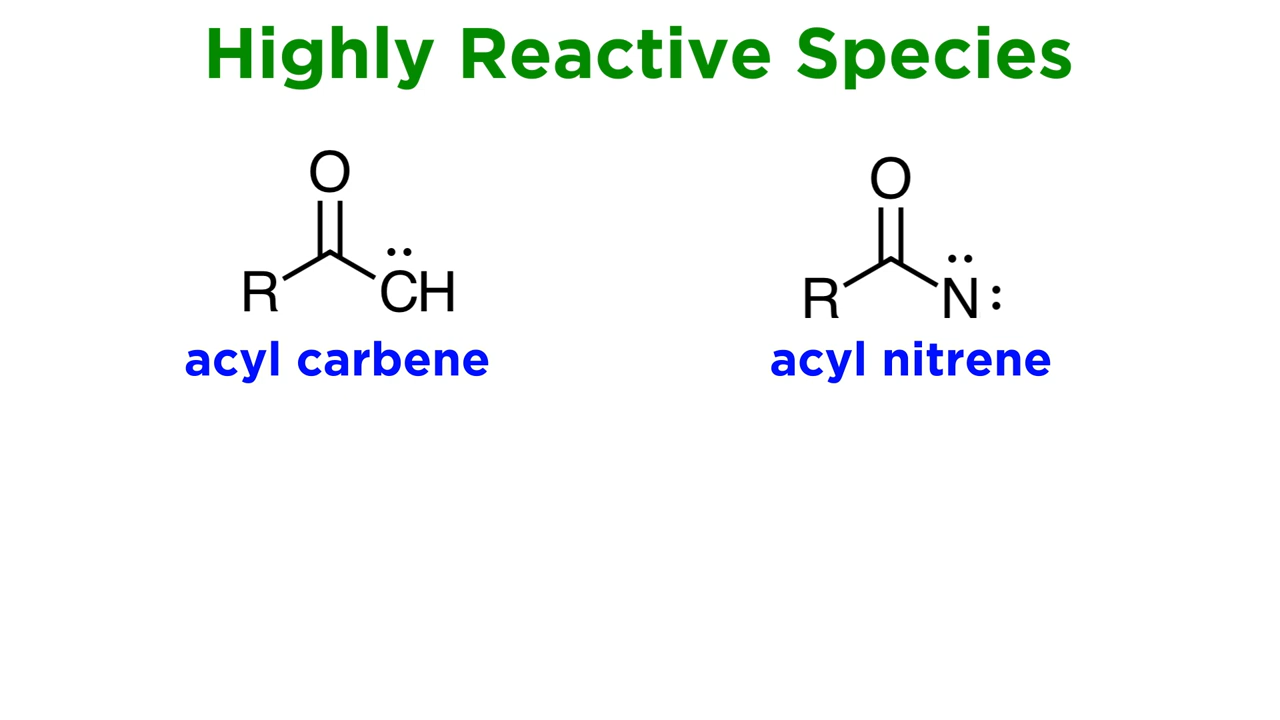 Highly Reactive Species
O
R
CH
acyl carbene
O
R
N
acyl nitrene